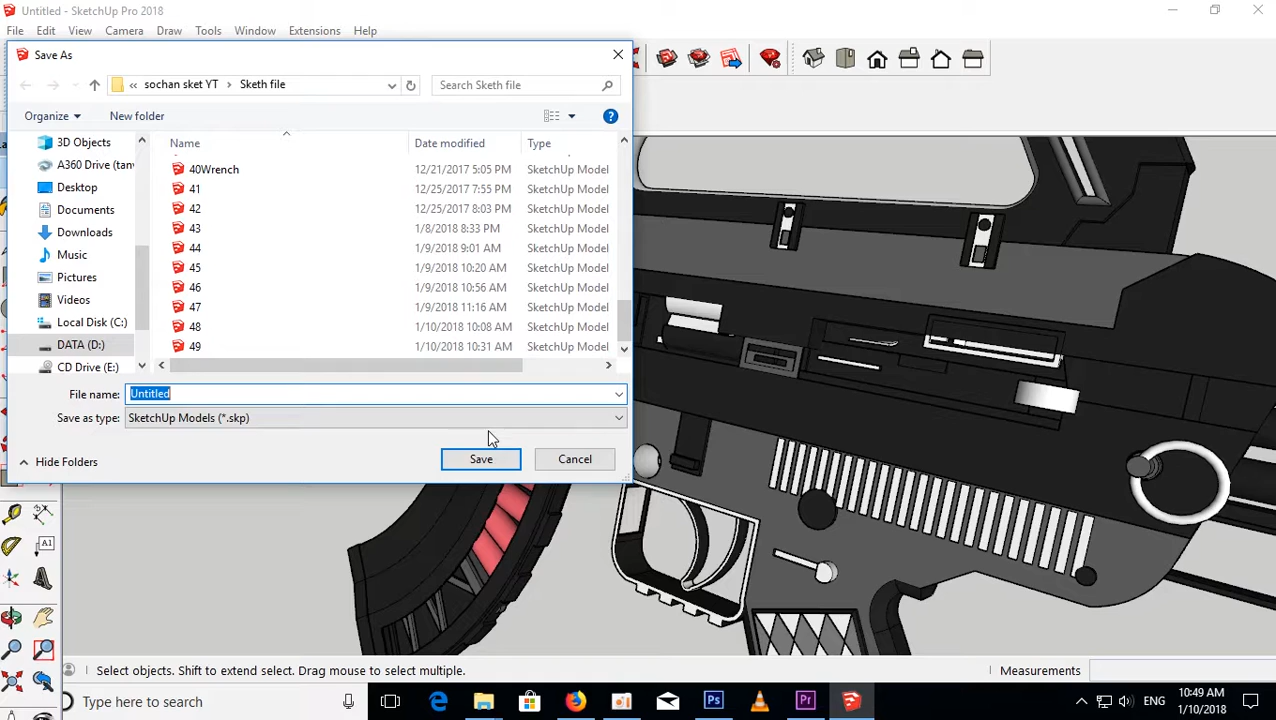 Untitled - SketchUp Pro 2018
File Edit View Camera Draw Tools Window Extensions Help
Save As
« sochan sket YT > Sketh file
Search Sketh file
Organize New folder
Name Date modified Type
3D Objects
A360 Drive (tany
Desktop
Documents
Downloads
Music
Pictures
Videos
Local Disk (C:)
DATA (D:)
CD Drive (E:)
40Wrench 12/21/2017 5:05 PM SketchUp Model
41 12/25/2017 7:55 PM SketchUp Model
42 12/25/2017 8:03 PM SketchUp Model
43 1/8/2018 8:33 PM SketchUp Model
44 1/9/2018 9:01 AM SketchUp Model
45 1/9/2018 10:20 AM SketchUp Model
46 1/9/2018 10:56 AM SketchUp Model
47 1/9/2018 11:16 AM SketchUp Model
48 1/10/2018 10:08 AM SketchUp Model
49 1/10/2018 10:31 AM SketchUp Model
File name: Untitled
Save as type: SketchUp Models (*.skp)
Hide Folders
Save Cancel
A1
Select objects. Shift to extend select. Drag mouse to select multiple.
Measurements
Type here to search
Ps
Pr
ENG
10:49 AM
1/10/2018